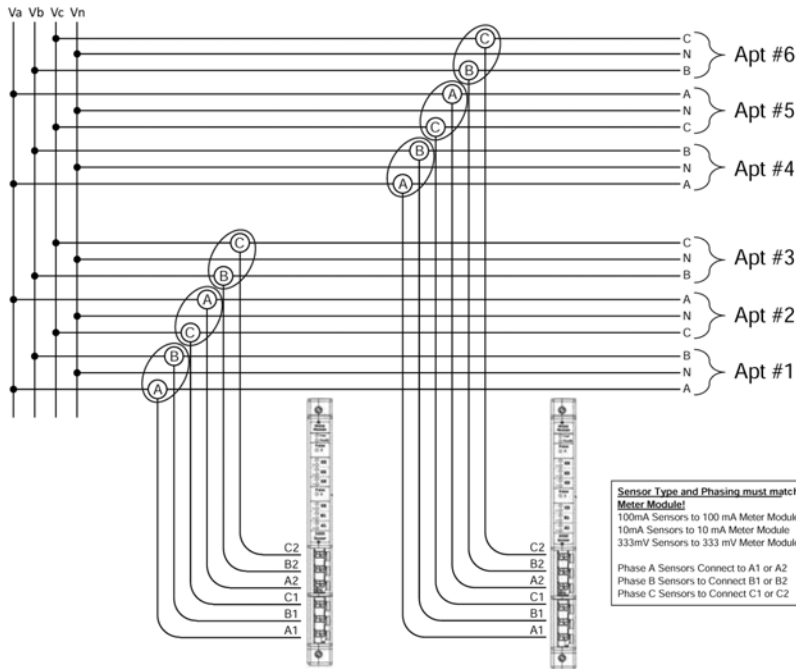 Va Vb Vc Vn
C
C
N
Apt #6
B
B
A
A
N
Apt #5
C
C
B
B
N
Apt #4
A
A
C
C
N
Apt #3
B
B
A
A
N
Apt #2
C
C
B
B
N
Apt #1
A
A
Sensor Type and Phasing must match
Meter Module!
100mA Sensors to 100 mA Meter Module
10mA Sensors to 10 mA Meter Module
333mV Sensors to 333 mV Meter Module
Phase A Sensors Connect to A1 or A2
Phase B Sensors to Connect B1 or B2
Phase C Sensors to Connect C1 or C2
C2
B2
A2
C1
B1
A1
C2
B2
A2
C1
B1
A1